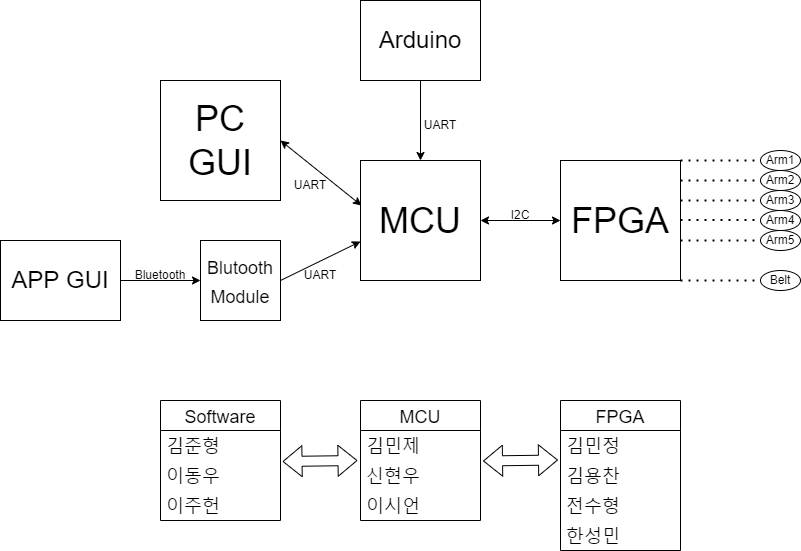 Arduino
UART
PC
GUI
UART
MCU
I2C
FPGA
Arm1
Arm2
Arm3
Arm4
Arm5
Belt
APP GUI
Bluetooth
Blutooth
Module
UART
Software
김준형
이동우
이주헌
MCU
김민제
신현우
이시언
FPGA
김민정
김용찬
전수형
한성민